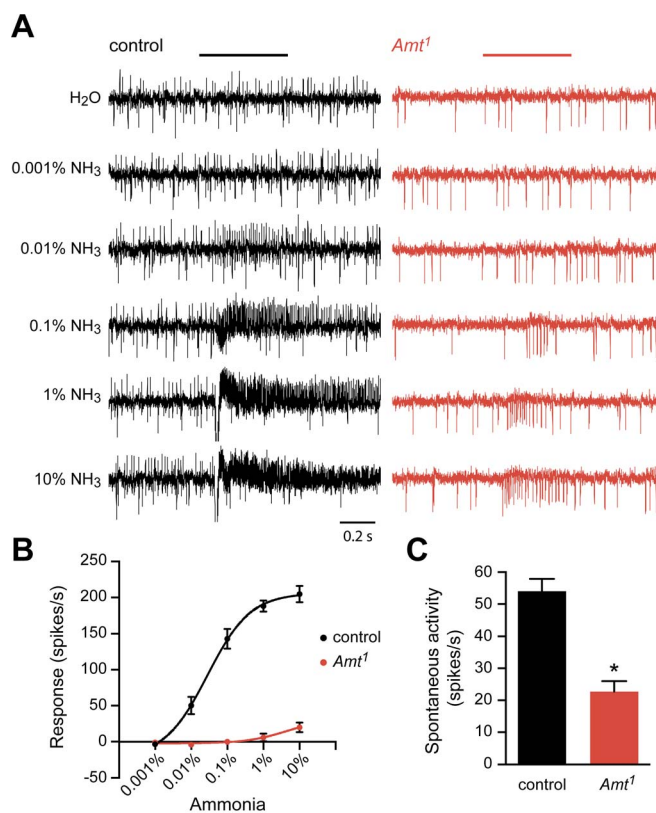 A
control
Amt¹
H₂O
0.001% NH₃
0.01% NH₃
0.1% NH₃
1% NH₃
10% NH₃
0.2 s
B
Response (spikes/s)
250
200
150
100
50
0
-50
0.001%
0.01%
0.1%
1%
10%
Ammonia
control
Amt¹
C
Spontaneous activity
(spikes/s)
60
50
40
30
20
10
0
*
control
Amt¹